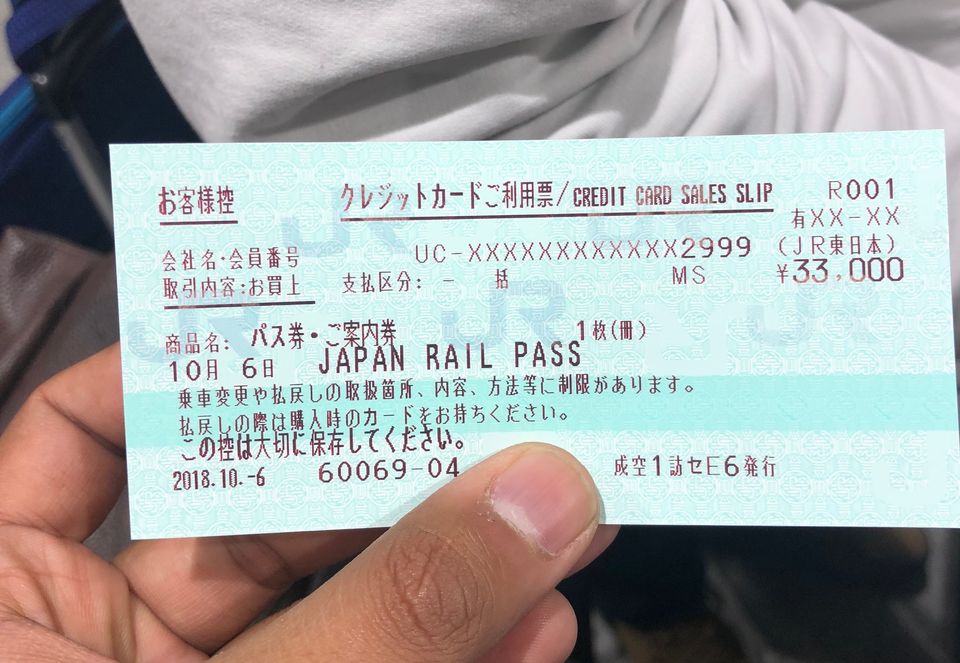 お客様控 クレジットカードご利用票/CREDIT CARD SALES SLIP R001
有XX-XX
会社名・会員番号 UC-XXXXXXXXXXXX2999 (JR東日本)
取引内容:お買上 支払区分: - 括 MS ¥33,000
商品名: パス券・ご案内券 1枚(冊)
10月 6日 JAPAN RAIL PASS
乗車変更や払戻しの取扱箇所、内容、方法等に制限があります。
払戻しの際は購入時のカードをお持ちください。
この控は大切に保存してください。
2018.10.-6 60069-04 成空1訪セE6発行
JR JR JR